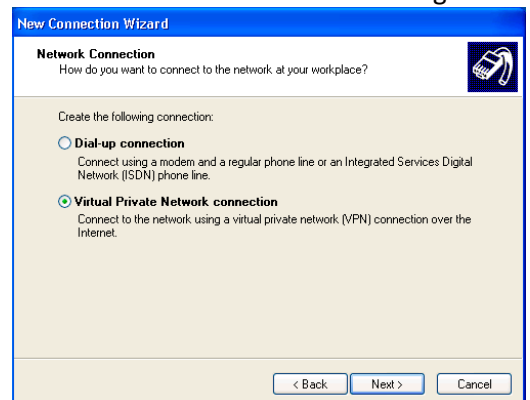 New Connection Wizard
Network Connection
How do you want to connect to the network at your workplace?
Create the following connection:
Dial-up connection
Connect using a modem and a regular phone line or an Integrated Services Digital
Network (ISDN) phone line.
Virtual Private Network connection
Connect to the network using a virtual private network (VPN) connection over the
Internet.
< Back
Next >
Cancel